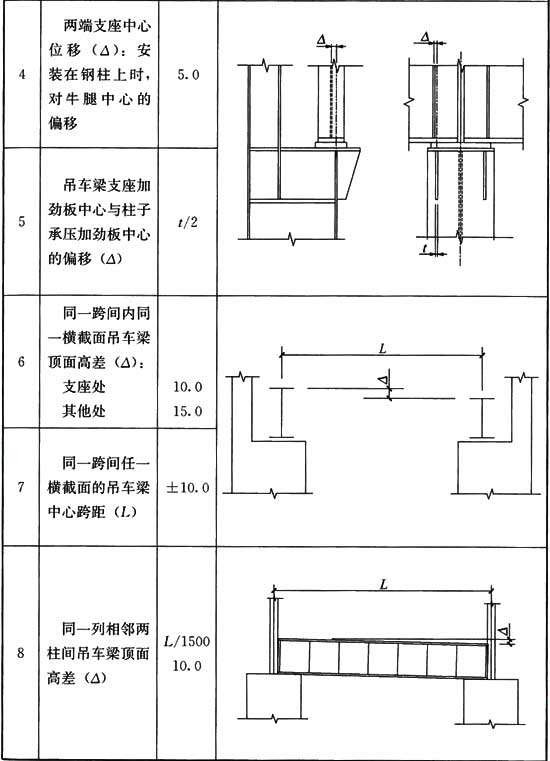 4
两端支座中心
位移（Δ）：安
装在钢柱上时，
对牛腿中心的
偏移
5.0
Δ
Δ
5
吊车梁支座加
劲板中心与柱子
承压加劲板中心
的偏移（Δ）
t/2
t
6
同一跨间内同
一横截面吊车梁
顶面高差（Δ）：
支座处
其他处
10.0
15.0
L
Δ
7
同一跨间任一
横截面的吊车梁
中心跨距（L）
±10.0
8
同一列相邻两
柱间吊车梁顶面
高差（Δ）
L/1500
10.0
L
Δ